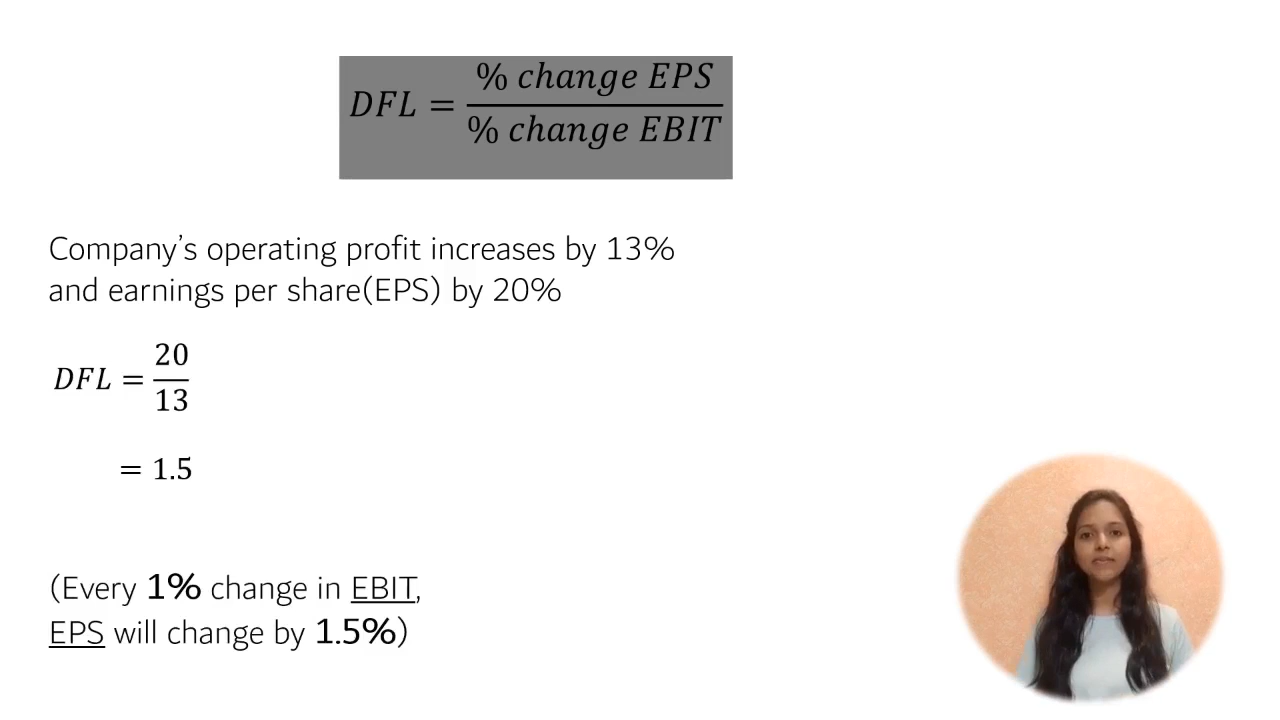 DFL = % change EPS / % change EBIT
Company’s operating profit increases by 13%
and earnings per share(EPS) by 20%
DFL = 20 / 13
= 1.5
(Every 1% change in EBIT,
EPS will change by 1.5%)